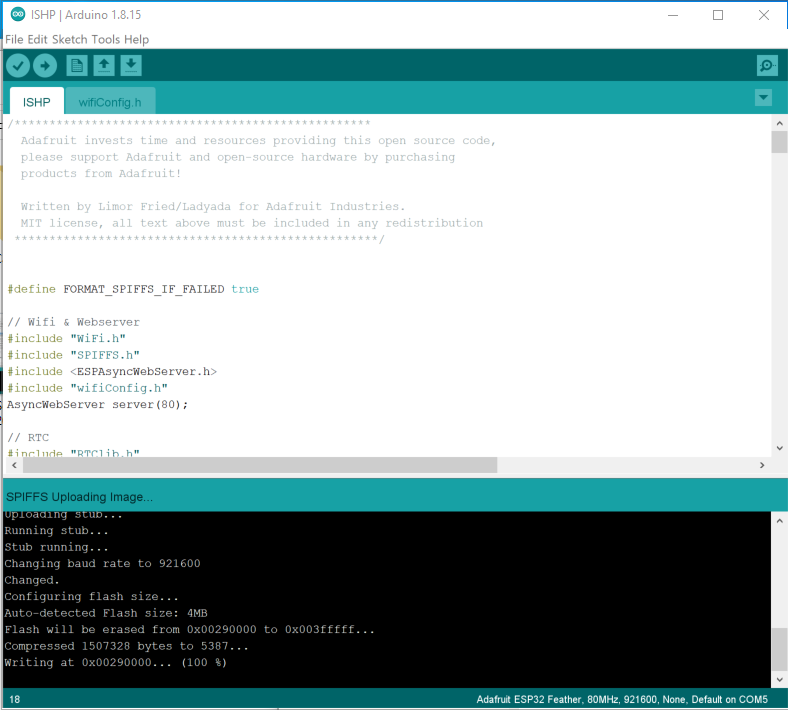 ISHP | Arduino 1.8.15
File Edit Sketch Tools Help
ISHP
wifiConfig.h
/***************************************************
Adafruit invests time and resources providing this open source code,
please support Adafruit and open-source hardware by purchasing
products from Adafruit!
Written by Limor Fried/Ladyada for Adafruit Industries.
MIT license, all text above must be included in any redistribution
****************************************************/
#define FORMAT_SPIFFS_IF_FAILED true
// Wifi & Webserver
#include "WiFi.h"
#include "SPIFFS.h"
#include <ESPAsyncWebServer.h>
#include "wifiConfig.h"
AsyncWebServer server(80);
// RTC
#include "RTClib.h"
SPIFFS Uploading Image...
Uploading stub...
Running stub...
Stub running...
Changing baud rate to 921600
Changed.
Configuring flash size...
Auto-detected Flash size: 4MB
Flash will be erased from 0x00290000 to 0x003fffff...
Compressed 1507328 bytes to 5387...
Writing at 0x00290000... (100 %)
18
Adafruit ESP32 Feather, 80MHz, 921600, None, Default on COM5